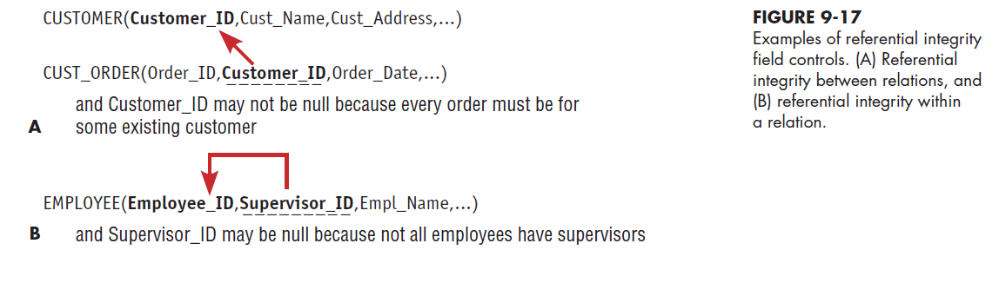 CUSTOMER(Customer_ID,Cust_Name,Cust_Address,...)
CUST_ORDER(Order_ID,Customer_ID,Order_Date,...)
and Customer_ID may not be null because every order must be for
A some existing customer
EMPLOYEE(Employee_ID,Supervisor_ID,Empl_Name,...)
B and Supervisor_ID may be null because not all employees have supervisors
FIGURE 9-17
Examples of referential integrity
field controls. (A) Referential
integrity between relations, and
(B) referential integrity within
a relation.